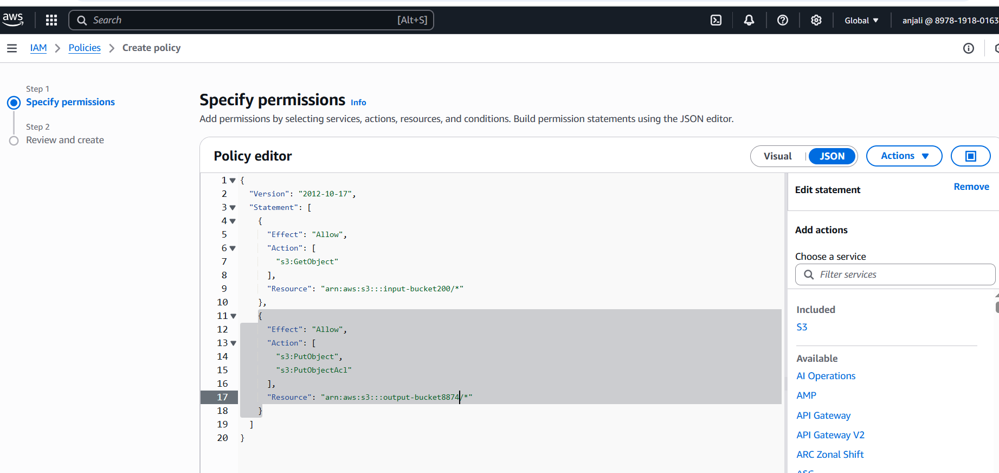 aws
Search [Alt+S]
Global ▼
anjali @ 8978-1918-0163
IAM > Policies > Create policy
Step 1
Specify permissions
Step 2
Review and create
Specify permissions Info
Add permissions by selecting services, actions, resources, and conditions. Build permission statements using the JSON editor.
Policy editor
Visual | JSON
Actions ▼
1 {
2 "Version": "2012-10-17",
3 "Statement": [
4 {
5 "Effect": "Allow",
6 "Action": [
7 "s3:GetObject"
8 ],
9 "Resource": "arn:aws:s3:::input-bucket200/*"
10 },
11 {
12 "Effect": "Allow",
13 "Action": [
14 "s3:PutObject",
15 "s3:PutObjectAcl"
16 ],
17 "Resource": "arn:aws:s3:::output-bucket8874/*"
18 }
19 ]
20 }
Edit statement
Remove
Add actions
Choose a service
Filter services
Included
S3
Available
AI Operations
AMP
API Gateway
API Gateway V2
ARC Zonal Shift